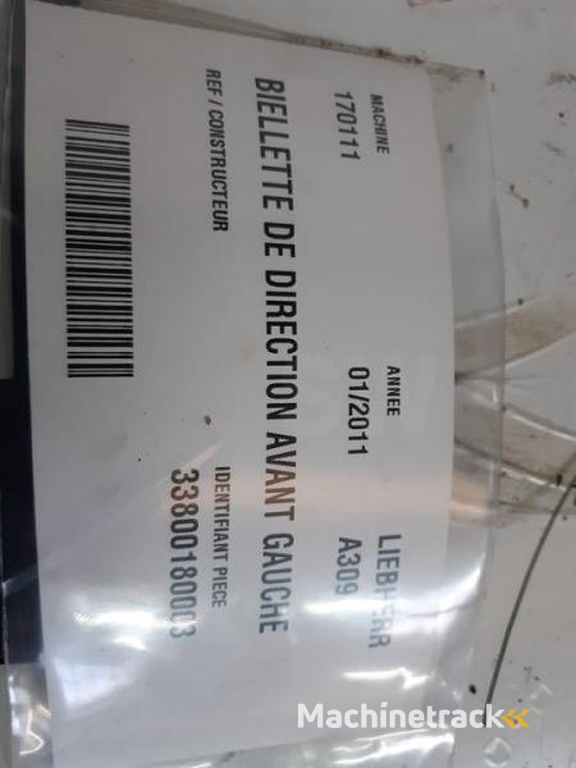 MACHINE ANNEE LIEBHERR
170111 01/2011 A309
BIELLETTE DE DIRECTION AVANT GAUCHE
REF / CONSTRUCTEUR IDENTIFIANT PIECE
33800180003
Machinetrack